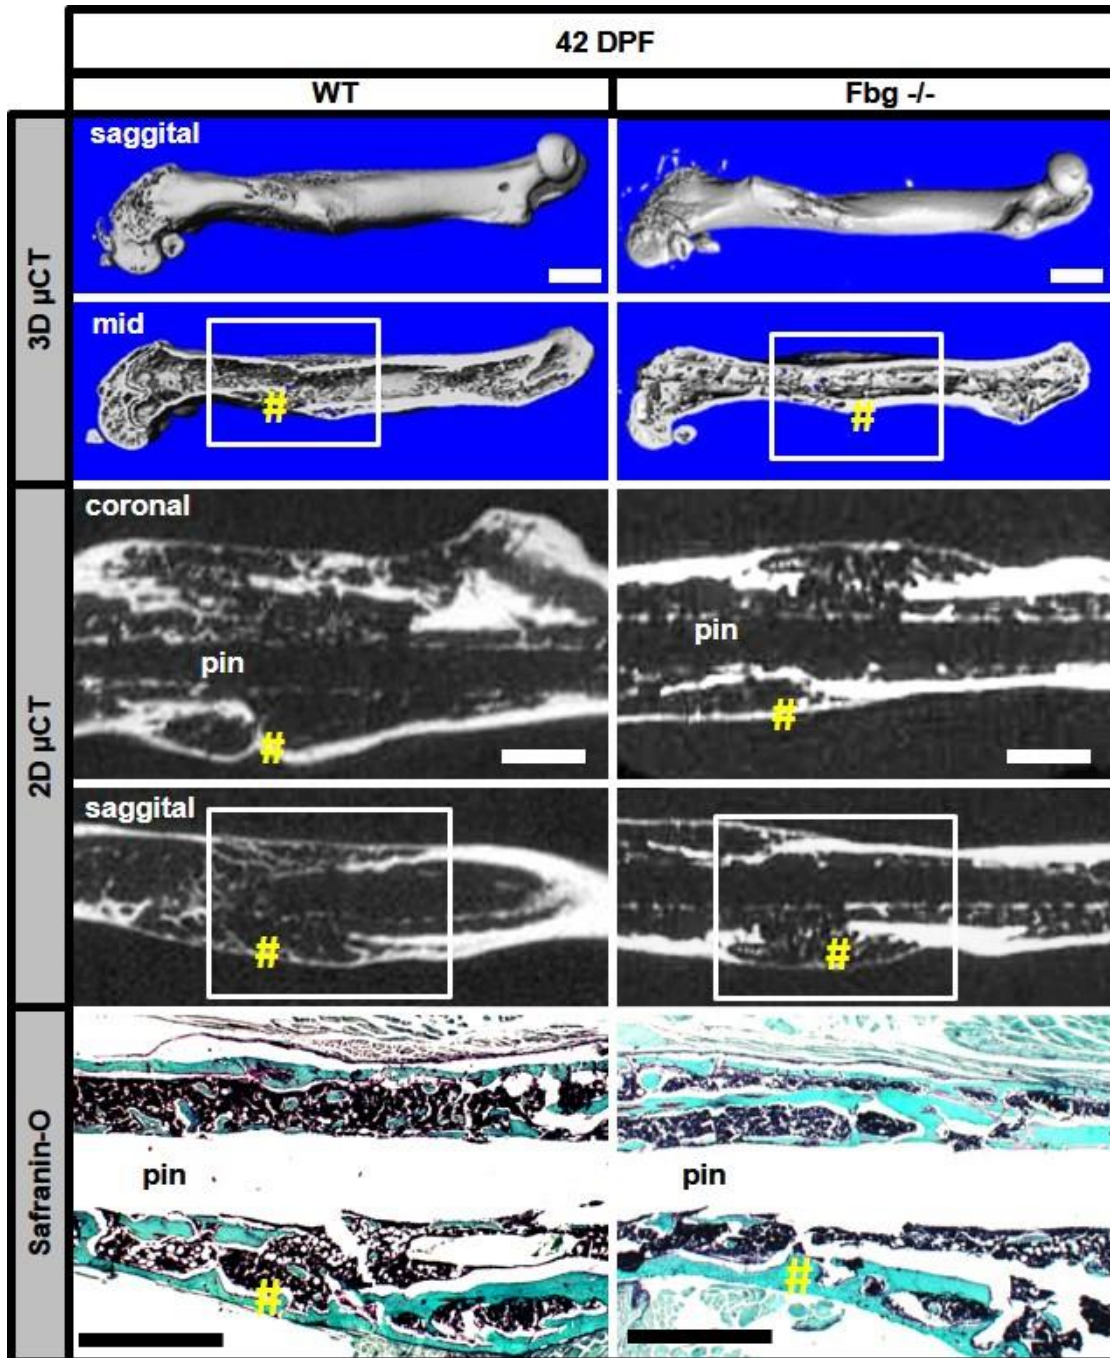 42 DPF
WT
Fbg -/-
3D µCT
saggital
mid
#
#
2D µCT
coronal
pin
pin
#
#
saggital
#
#
Safranin-O
pin
pin
#
#